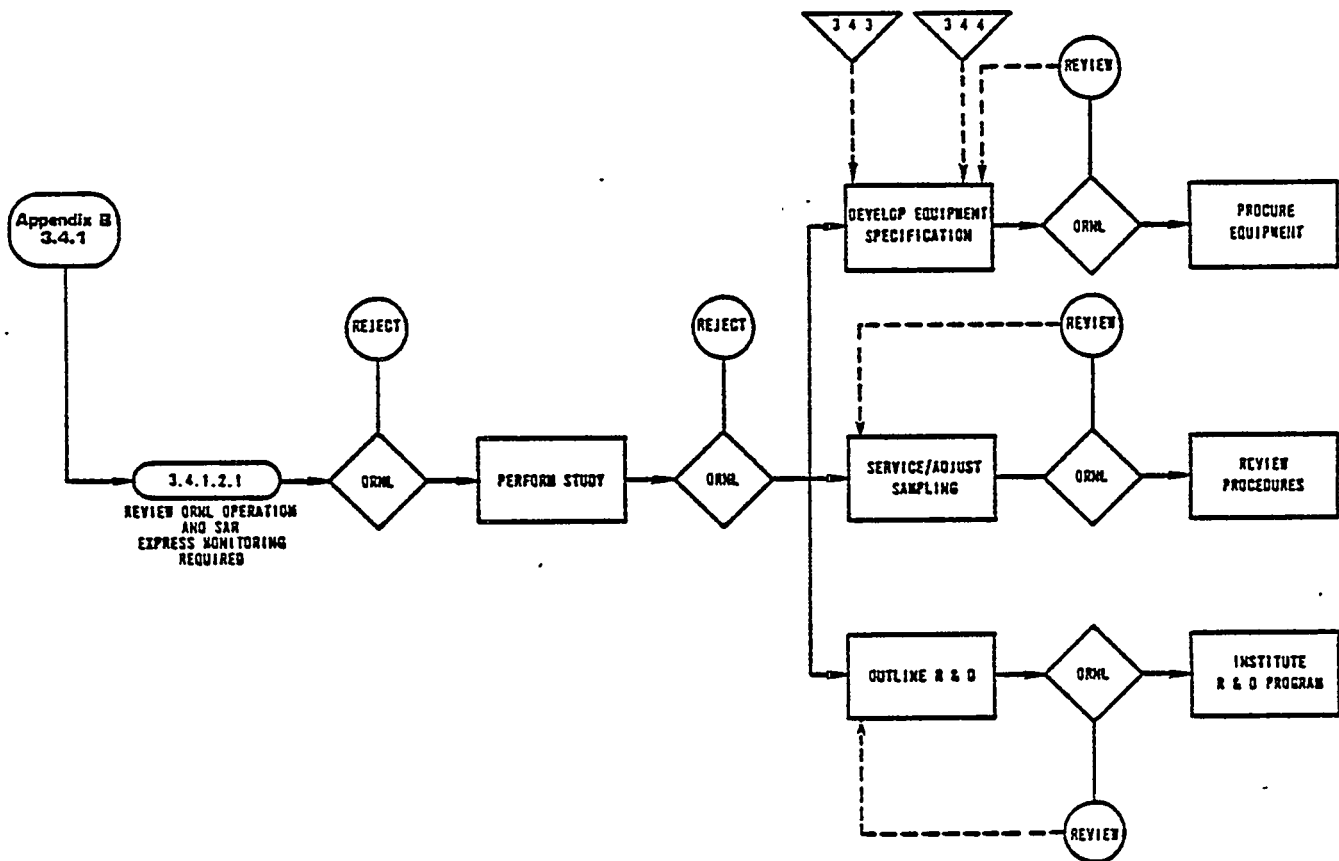 3 4 3
3 4 4
REVIEW
Appendix B
3.4.1
DEVELOP EQUIPMENT
SPECIFICATION
ORNL
PROCURE
EQUIPMENT
REJECT
REJECT
REVIEW
3.4.1.2.1
REVIEW ORNL OPERATION
AND SAR
EXPRESS MONITORING
REQUIRED
ORNL
PERFORM STUDY
ORNL
SERVICE/ADJUST
SAMPLING
ORNL
REVIEW
PROCEDURES
OUTLINE R & D
ORNL
INSTITUTE
R & D PROGRAM
REVIEW